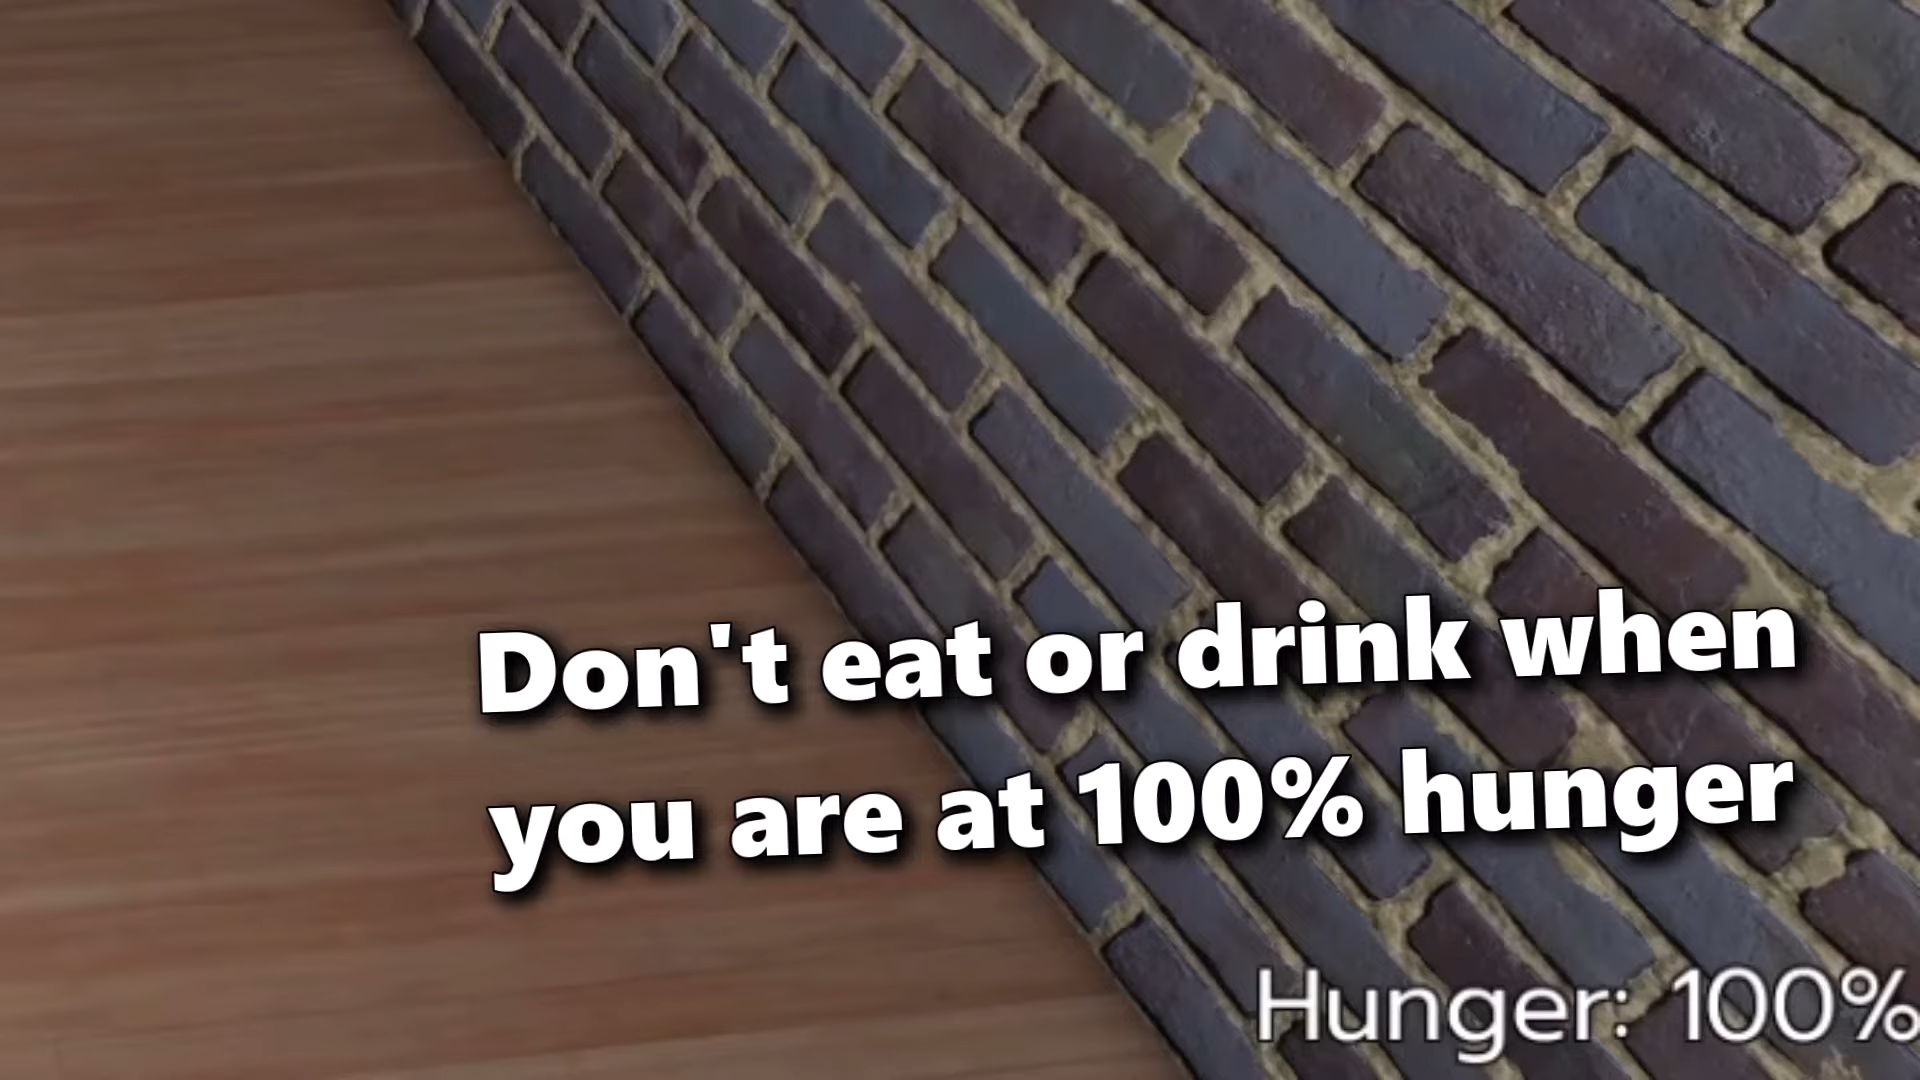 Don't eat or drink when
you are at 100% hunger
Hunger: 100%